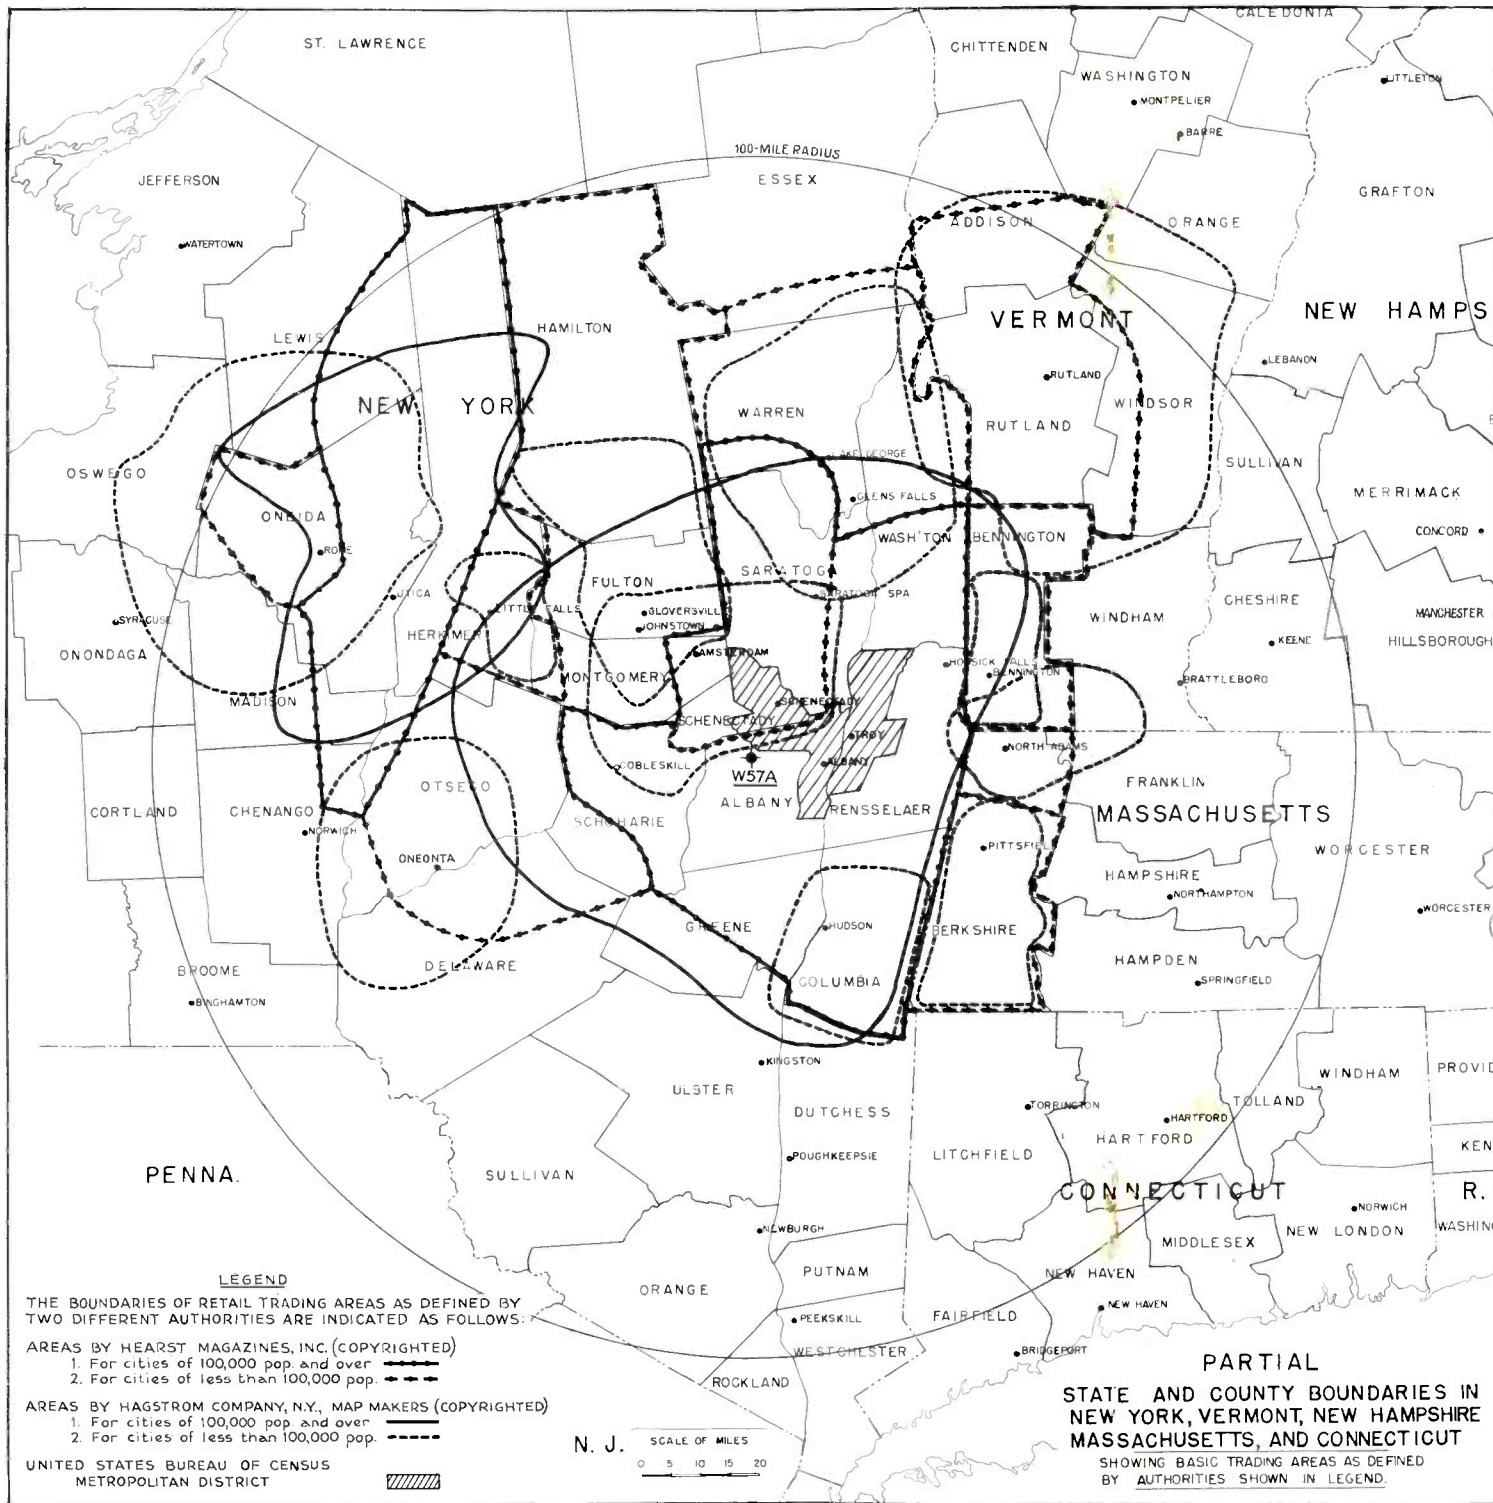 CALEDONIA
ST. LAWRENCE
CHITTENDEN
WASHINGTON
LITTLETON
MONTPELIER
BARRE
100-MILE RADIUS
JEFFERSON
ESSEX
GRAFTON
ADDISON
ORANGE
WATERTOWN
VERMONT
NEW HAMPS
LEWIS
HAMILTON
LEBANON
RUTLAND
NEW YORK
WARREN
WINDSOR
RUTLAND
LAKE GEORGE
OSWEGO
SULLIVAN
MERRIMACK
GLENS FALLS
ONEIDA
CONCORD
WASH'TON
BENNINGTON
ROME
SARATOGA
FULTON
UTICA
SARATOGA SPA
CHESHIRE
LITTLE FALLS
GLOVERSVILL
MANCHESTER
SYRACUSE
JOHNSTOWN
WINDHAM
HERKIMER
KEENE
HILLSBOROUGH
ONONDAGA
AMSTERDAM
HOOSICK FALLS
BENNINGTON
MONTGOMERY
BRATTLEBORO
MADISON
SCHENECTADY
SCHENECTADY
TROY
NORTH ADAMS
COBLESKILL
ALBANY
W57A
FRANKLIN
OTSEGO
ALBANY
RENSSELAER
CORTLAND
CHENANGO
MASSACHUSETTS
SCHOHARIE
NORWICH
PITTSFIEL
WORCESTER
ONEONTA
HAMPSHIRE
NORTHAMPTON
WORCESTER
GREENE
HUDSON
BERKSHIRE
DELAWARE
HAMPDEN
BROOME
COLUMBIA
SPRINGFIELD
BINGHAMTON
KINGSTON
WINDHAM
PROVID
ULSTER
TOLLAND
DUTCHESS
TORRINGTON
HARTFORD
HARTFORD
KEN
POUGHKEEPSIE
LITCHFIELD
PENNA.
SULLIVAN
CONNECTICUT
R.
NORWICH
NEWBURGH
NEW LONDON
WASHING
MIDDLESEX
PUTNAM
NEW HAVEN
ORANGE
NEW HAVEN
PEEKSKILL
FAIRFIELD
WESTCHESTER
BRIDGEPORT
ROCKLAND
N. J.
LEGEND
THE BOUNDARIES OF RETAIL TRADING AREAS AS DEFINED BY
TWO DIFFERENT AUTHORITIES ARE INDICATED AS FOLLOWS:
AREAS BY HEARST MAGAZINES, INC. (COPYRIGHTED)
1. For cities of 100,000 pop. and over
2. For cities of less than 100,000 pop.
AREAS BY HAGSTROM COMPANY, N.Y., MAP MAKERS (COPYRIGHTED)
1. For cities of 100,000 pop. and over
2. For cities of less than 100,000 pop.
UNITED STATES BUREAU OF CENSUS
METROPOLITAN DISTRICT
SCALE OF MILES
0 5 10 20
PARTIAL
STATE AND COUNTY BOUNDARIES IN
NEW YORK, VERMONT, NEW HAMPSHIRE
MASSACHUSETTS, AND CONNECTICUT
SHOWING BASIC TRADING AREAS AS DEFINED
BY AUTHORITIES SHOWN IN LEGEND.